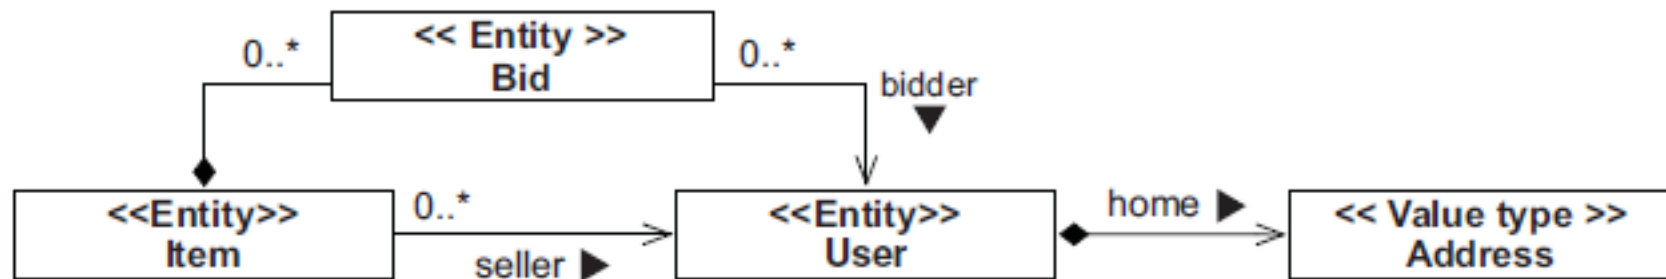 << Entity >>
Bid
0..*
0..*
bidder
<<Entity>>
Item
0..*
seller
<<Entity>>
User
home
<< Value type >>
Address